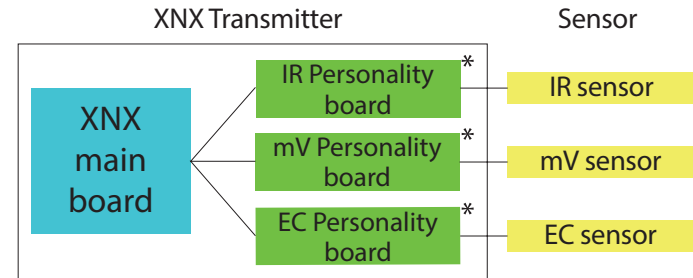 XNX Transmitter
Sensor
XNX
main
board
IR Personality
board
*
IR sensor
mV Personality
board
*
mV sensor
EC Personality
board
*
EC sensor